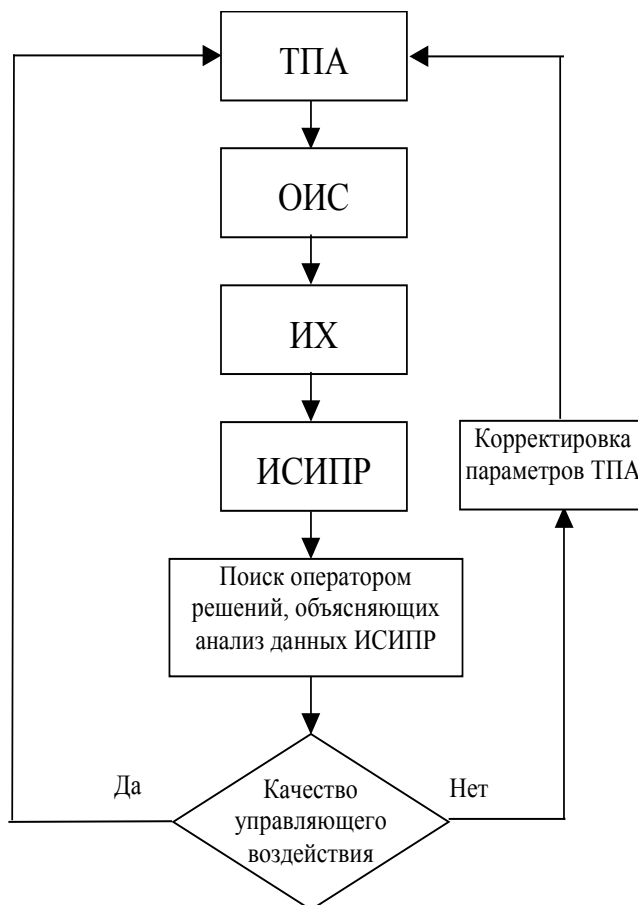 ТПА
ОИС
ИХ
ИСИПР
Корректировка
параметров ТПА
Поиск оператором
решений, объясняющих
анализ данных ИСИПР
Да
Качество
управляющего
воздействия
Нет